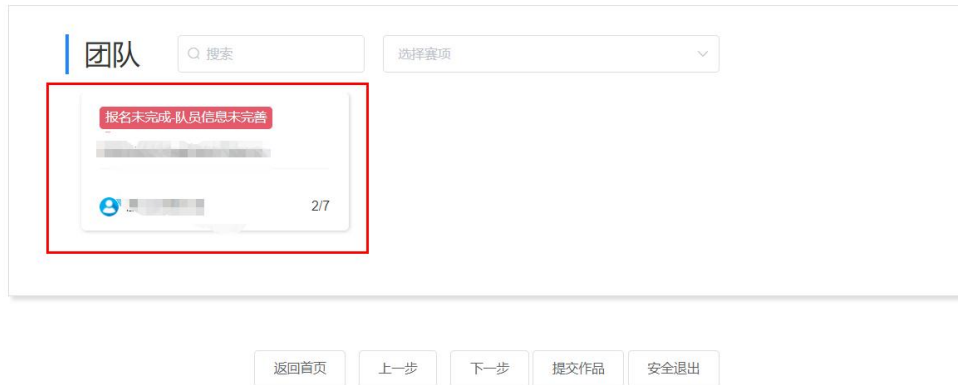 团队 搜索 选择赛项
报名未完成-队员信息未完善
2/7
返回首页 上一步 下一步 提交作品 安全退出